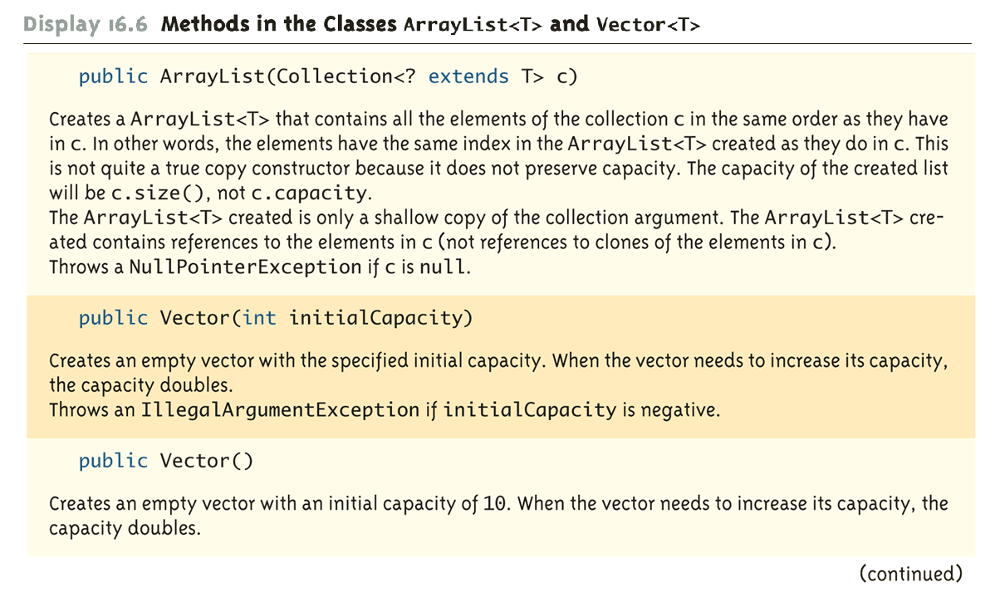 Display 16.6 Methods in the Classes ArrayList<T> and Vector<T>
public ArrayList(Collection<? extends T> c)
Creates a ArrayList<T> that contains all the elements of the collection c in the same order as they have
in c. In other words, the elements have the same index in the ArrayList<T> created as they do in c. This
is not quite a true copy constructor because it does not preserve capacity. The capacity of the created list
will be c.size(), not c.capacity.
The ArrayList<T> created is only a shallow copy of the collection argument. The ArrayList<T> cre-
ated contains references to the elements in c (not references to clones of the elements in c).
Throws a NullPointerException if c is null.
public Vector(int initialCapacity)
Creates an empty vector with the specified initial capacity. When the vector needs to increase its capacity,
the capacity doubles.
Throws an IllegalArgumentException if initialCapacity is negative.
public Vector()
Creates an empty vector with an initial capacity of 10. When the vector needs to increase its capacity, the
capacity doubles.
(continued)